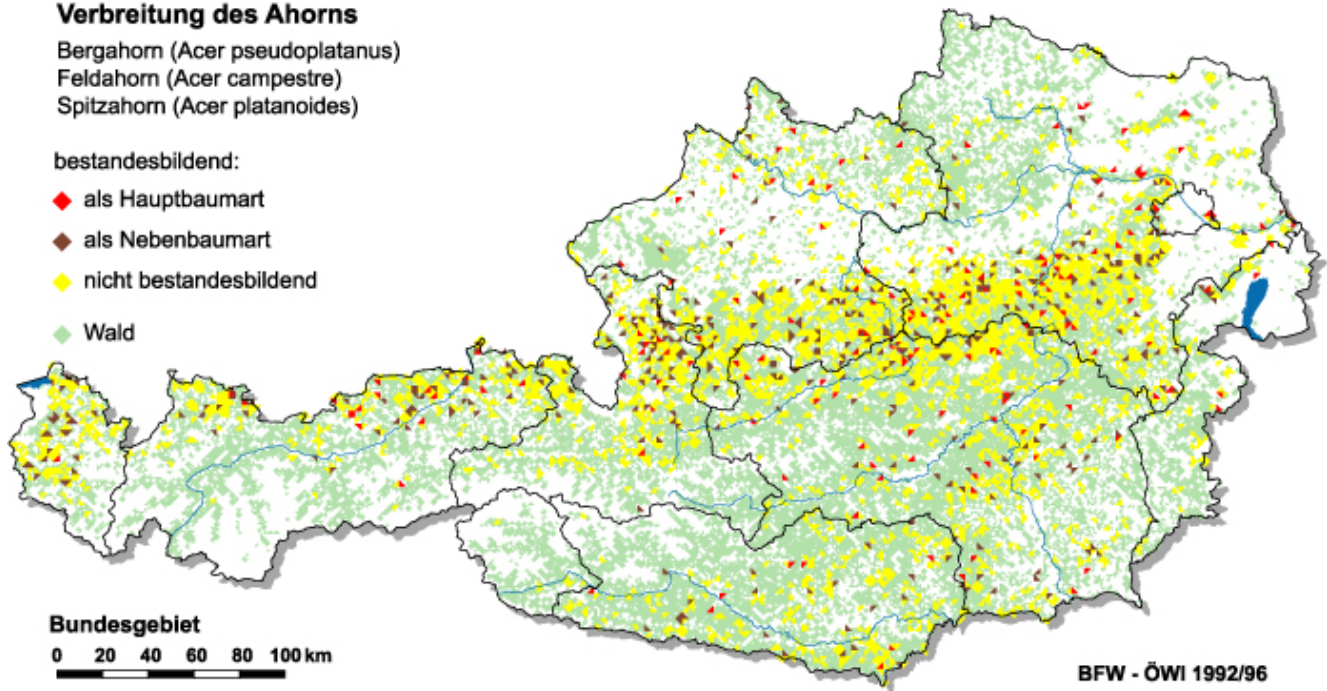 Verbreitung des Ahorns
Bergahorn (Acer pseudoplatanus)
Feldahorn (Acer campestre)
Spitzahorn (Acer platanoides)
bestandesbildend:
als Hauptbaumart
als Nebenbaumart
nicht bestandesbildend
Wald
Bundesgebiet
0 20 40 60 80 100 km
BFW - ÖWI 1992/96